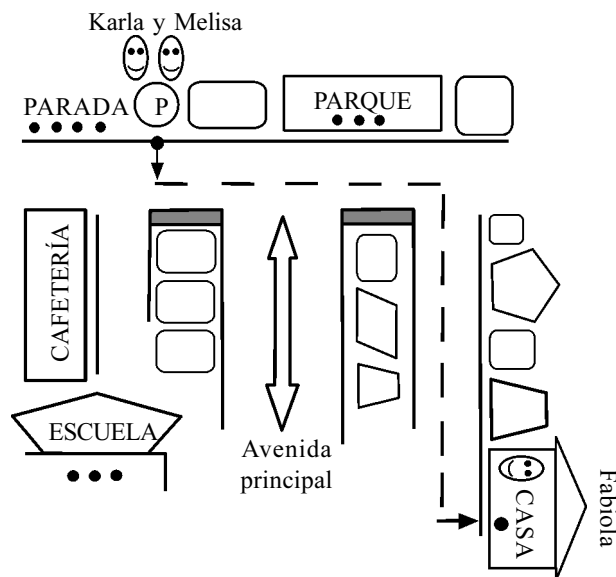 Karla y Melisa
PARADA
P
PARQUE
CAFETERÍA
ESCUELA
Avenida
principal
CASA
Fabiola